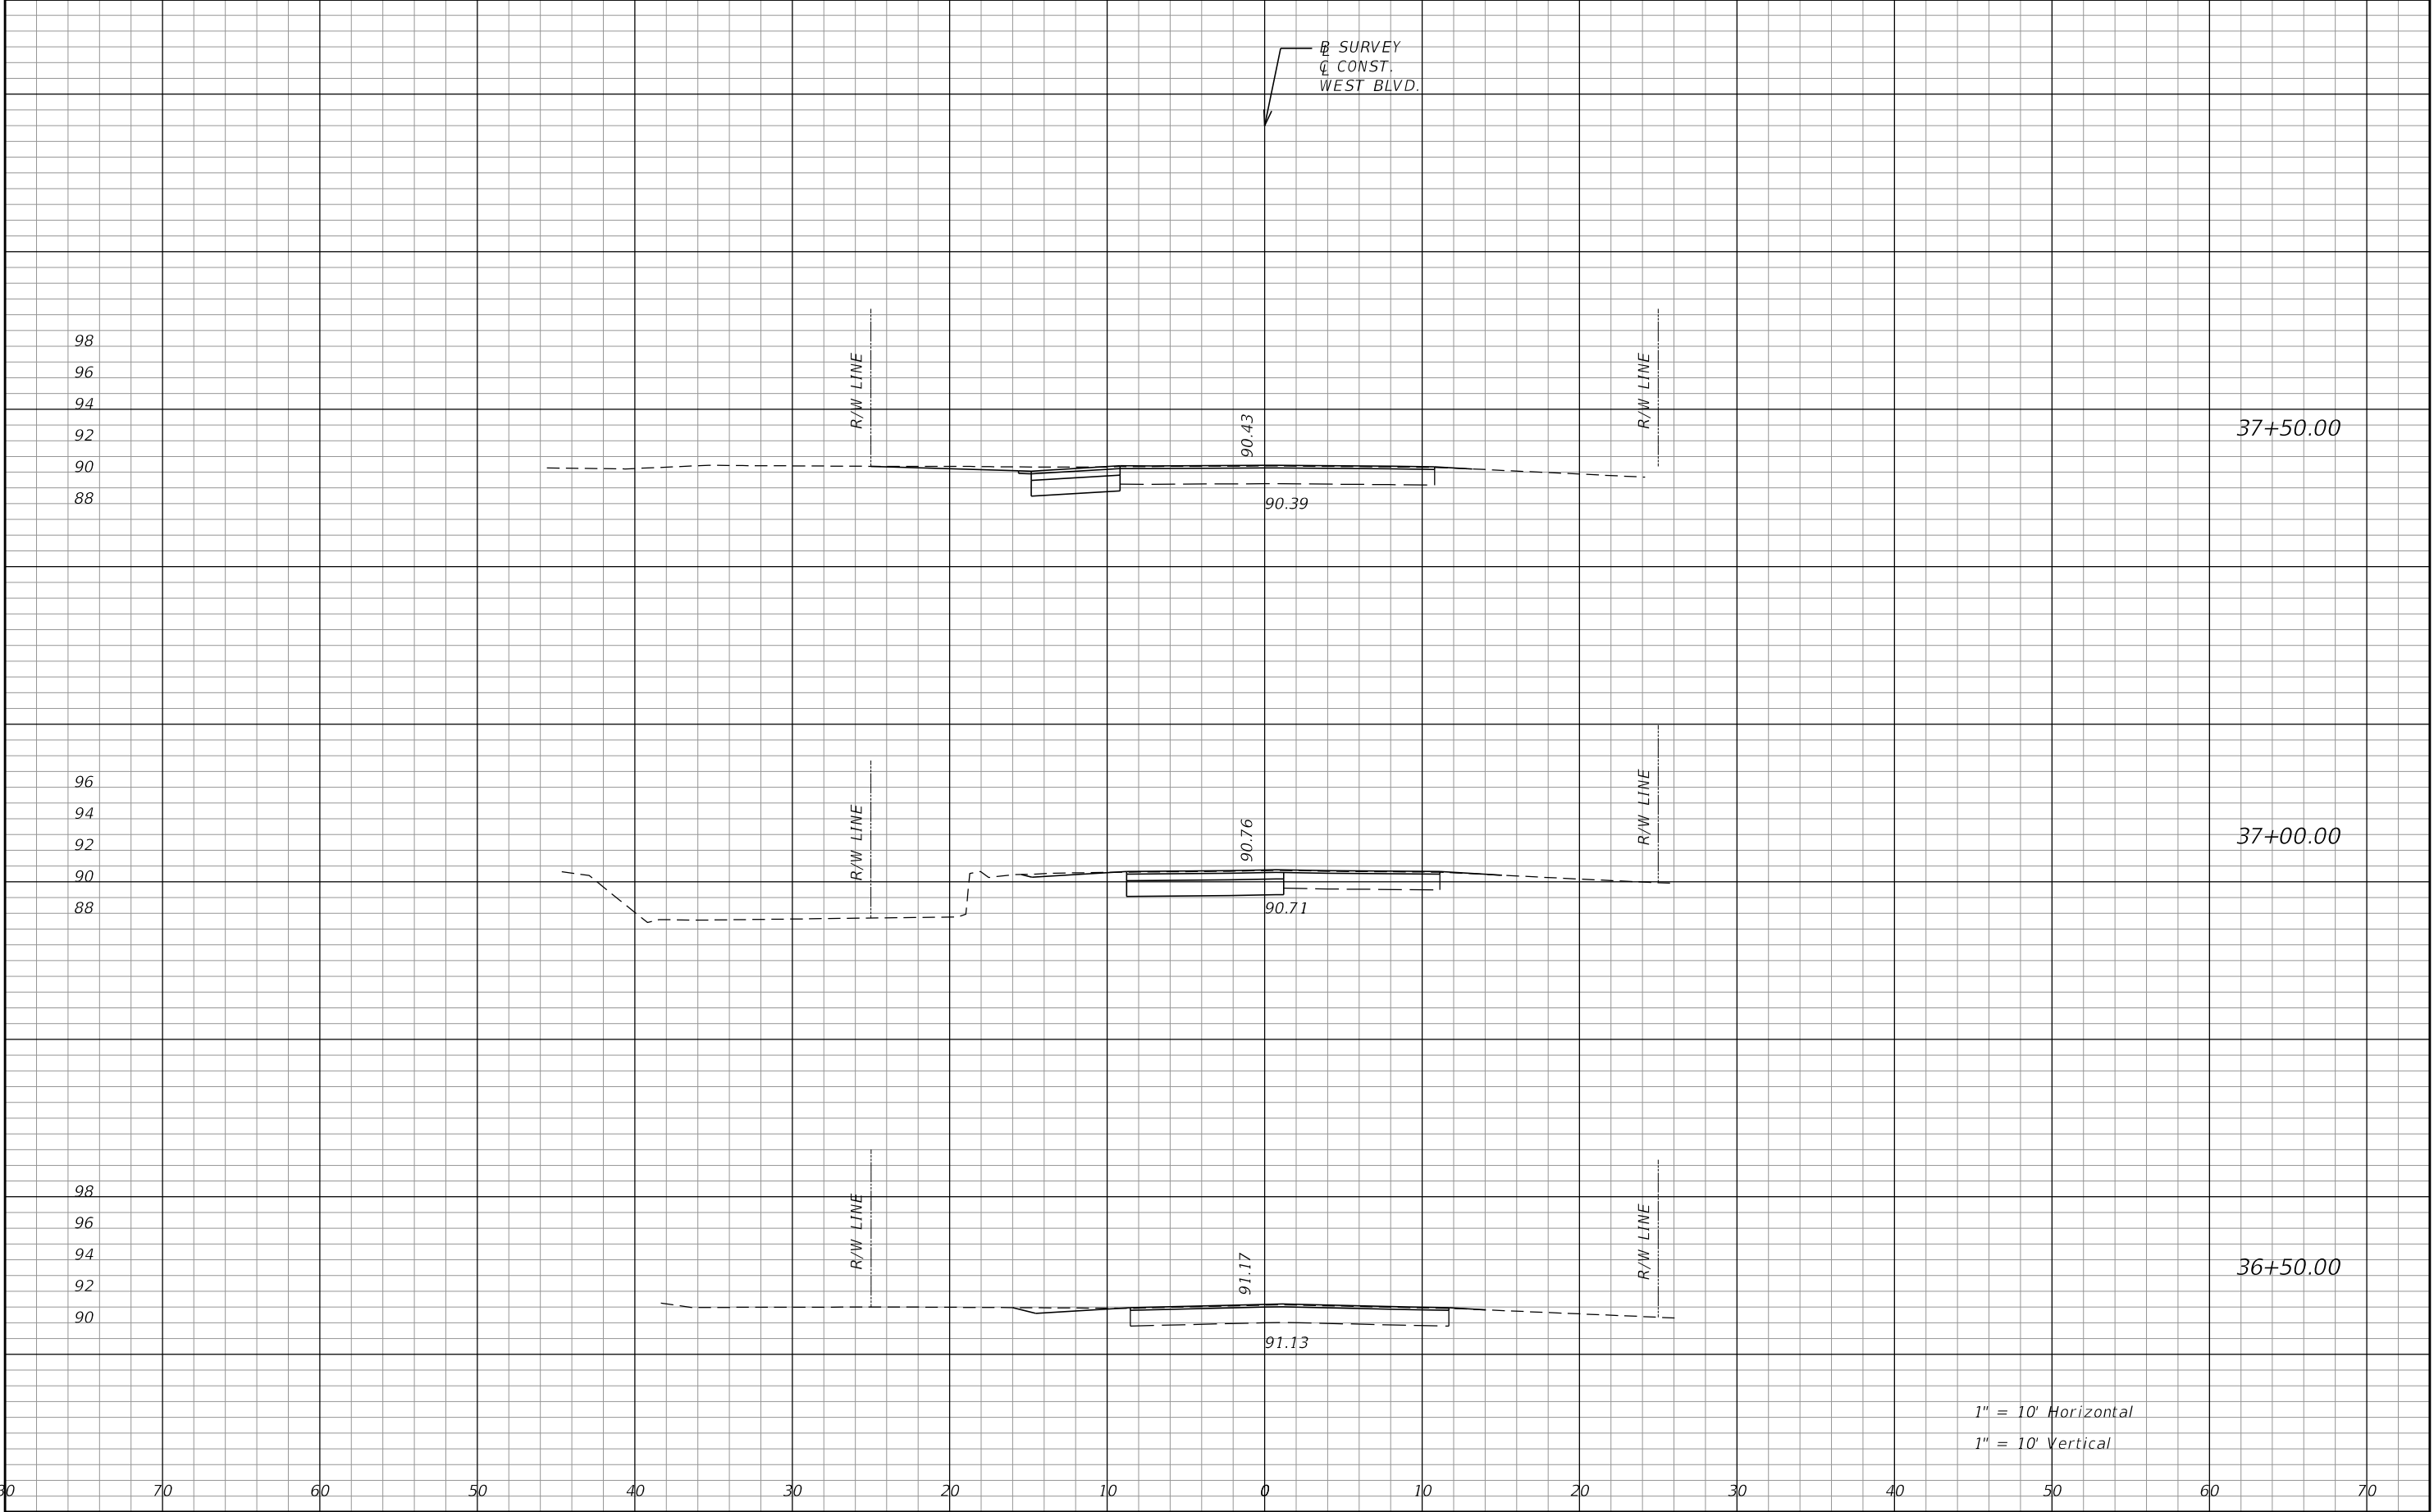 ℄ SURVEY
℄ CONST.
WEST BLVD.
98
96
94
92
90
88
R/W LINE
90.43
90.39
R/W LINE
37+50.00
96
94
92
90
88
R/W LINE
90.76
90.71
R/W LINE
37+00.00
98
96
94
92
90
R/W LINE
91.17
91.13
R/W LINE
36+50.00
1" = 10' Horizontal
1" = 10' Vertical
80 70 60 50 40 30 20 10 0 10 20 30 40 50 60 70